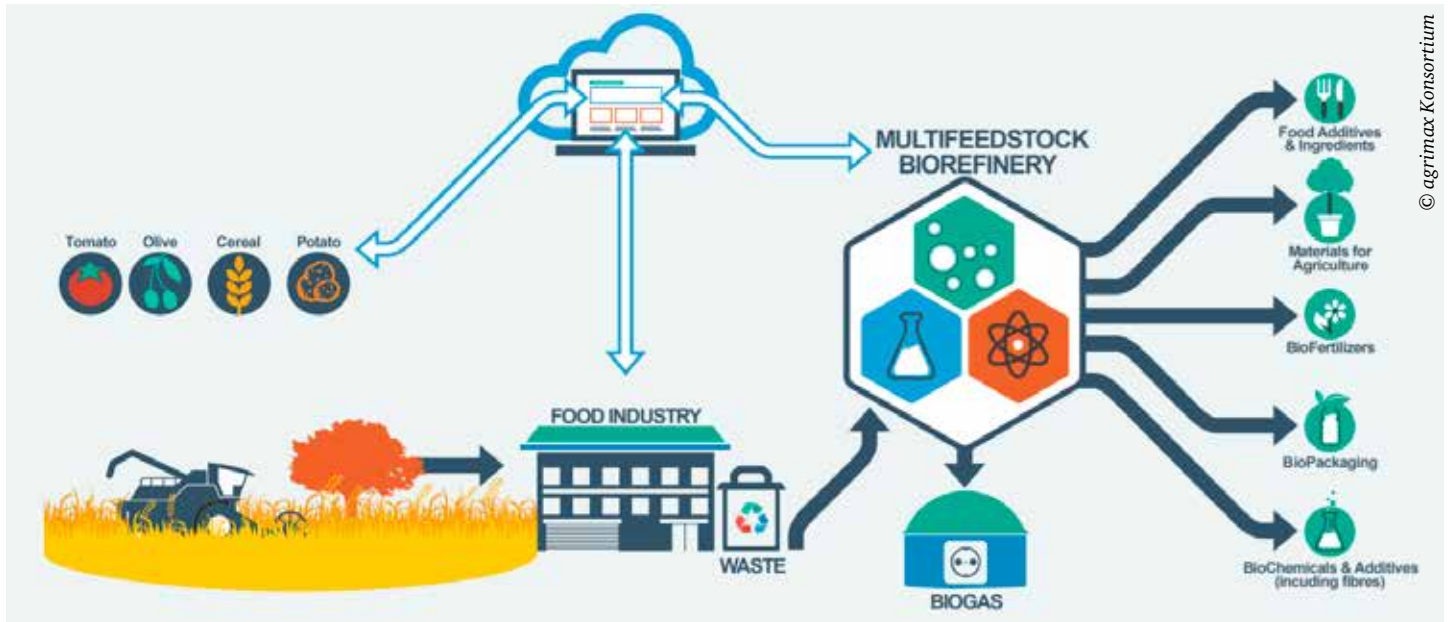 © agrimax Konsortium
MULTIFEEDSTOCK
BIOREFINERY
Tomato
Olive
Cereal
Potato
FOOD INDUSTRY
WASTE
BIOGAS
Food Additives
& Ingredients
Materials for
Agriculture
BioFertilizers
BioPackaging
BioChemicals & Additives
(incuding fibres)